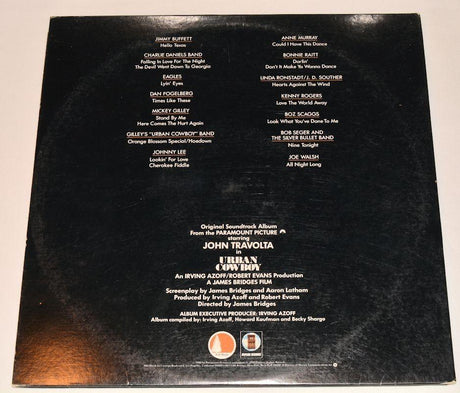 JIMMY BUFFETT
Hello Texas
CHARLIE DANIELS BAND
Falling In Love For The Night
The Devil Went Down To Georgia
EAGLES
Lyin' Eyes
DAN FOGELBERG
Times Like These
MICKEY GILLEY
Stand By Me
Here Comes The Hurt Again
GILLEY'S "URBAN COWBOY" BAND
Orange Blossom Special/Hoedown
JOHNNY LEE
Lookin' For Love
Cherokee Fiddle
ANNE MURRAY
Could I Have This Dance
BONNIE RAITT
Darlin'
Don't It Make Ya Wanna Dance
LINDA RONSTADT/J. D. SOUTHER
Hearts Against The Wind
KENNY ROGERS
Love The World Away
BOZ SCAGGS
Look What You've Done To Me
BOB SEGER AND
THE SILVER BULLET BAND
Nine Tonight
JOE WALSH
All Night Long
Original Soundtrack Album
From the PARAMOUNT PICTURE
starring
JOHN TRAVOLTA
in
URBAN
COWBOY
An IRVING AZOFF/ROBERT EVANS Production
A JAMES BRIDGES FILM
Screenplay by James Bridges and Aaron Latham
Produced by Irving Azoff and Robert Evans
Directed by James Bridges
ALBUM EXECUTIVE PRODUCER: IRVING AZOFF
Album compiled by: Irving Azoff, Howard Kaufman and Becky Shargo